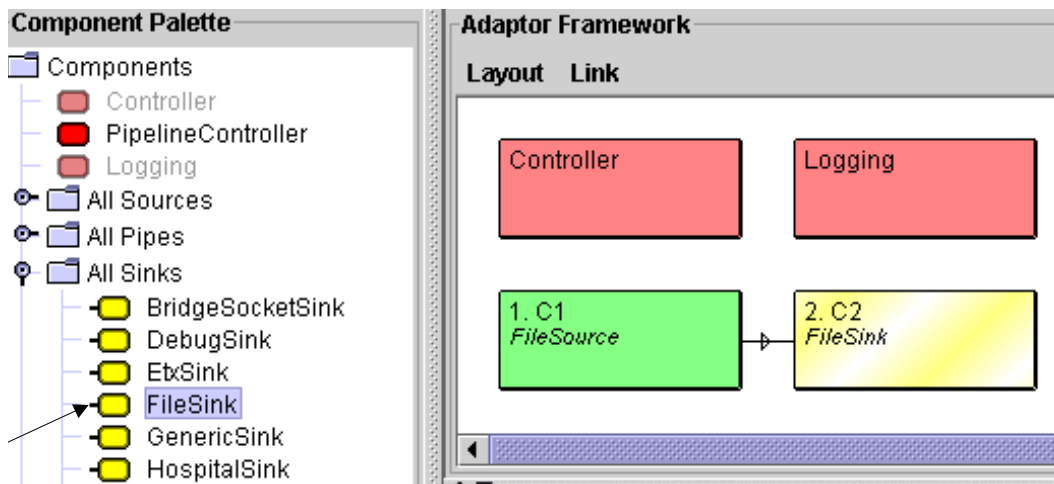 Component Palette
Components
Controller
PipelineController
Logging
All Sources
All Pipes
All Sinks
BridgeSocketSink
DebugSink
EtxSink
FileSink
GenericSink
HospitalSink
Adaptor Framework
Layout Link
Controller
Logging
1. C1
FileSource
2. C2
FileSink